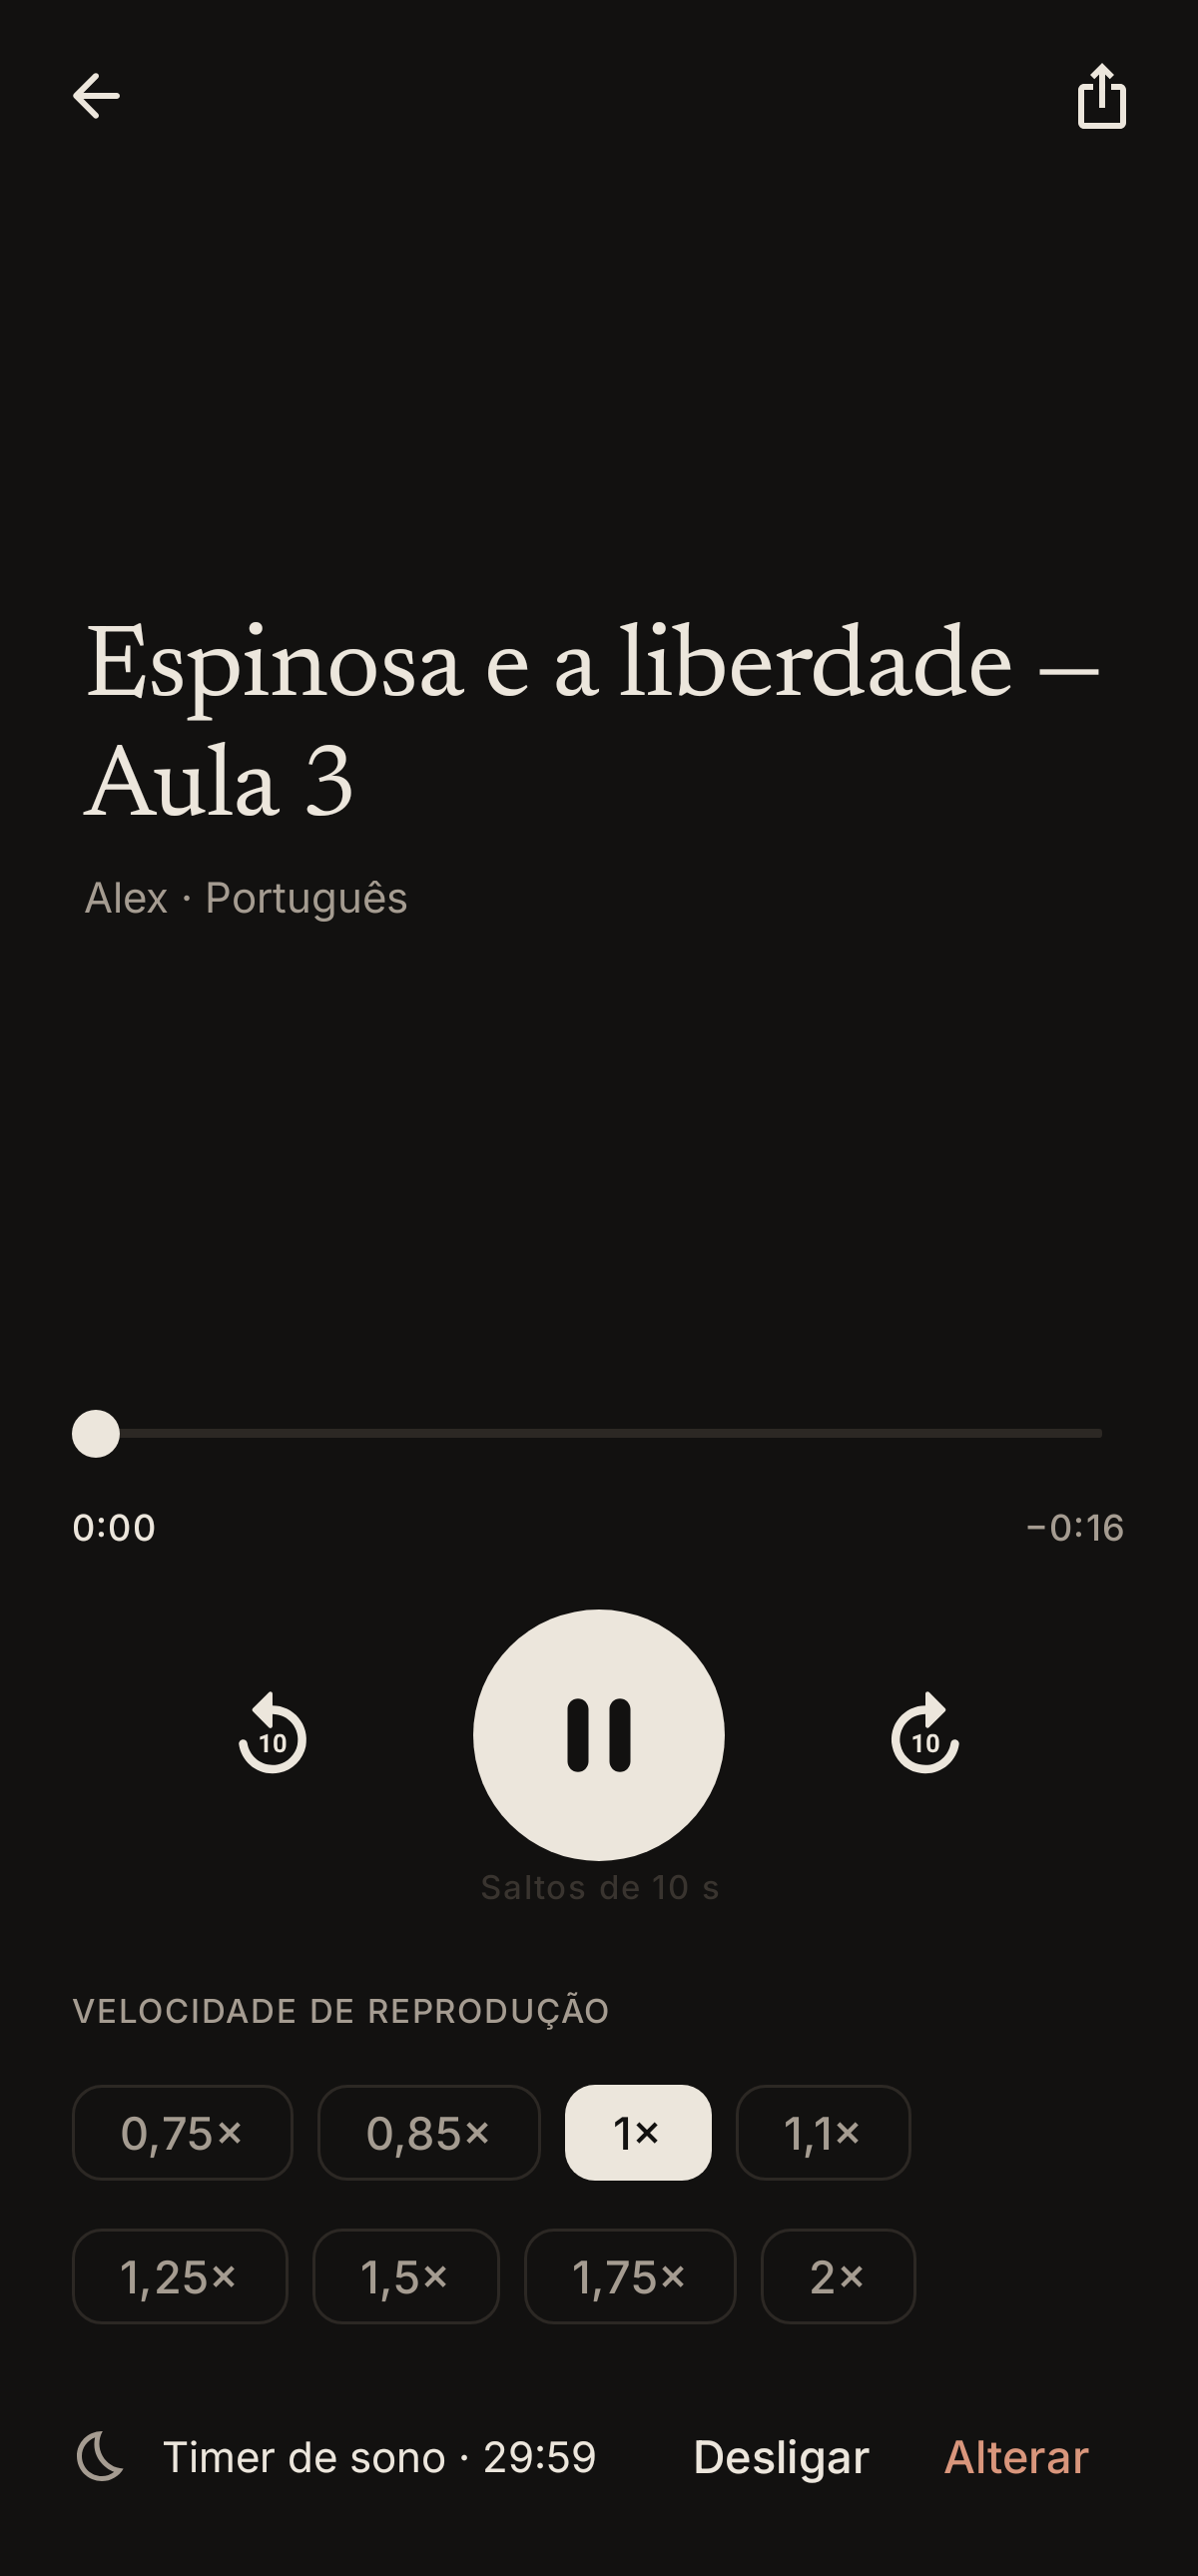 Espinosa e a liberdade —
Aula 3
Alex · Português
0:00 −0:16
10 10
Saltos de 10 s
VELOCIDADE DE REPRODUÇÃO
0,75× 0,85× 1× 1,1×
1,25× 1,5× 1,75× 2×
Timer de sono · 29:59 Desligar Alterar